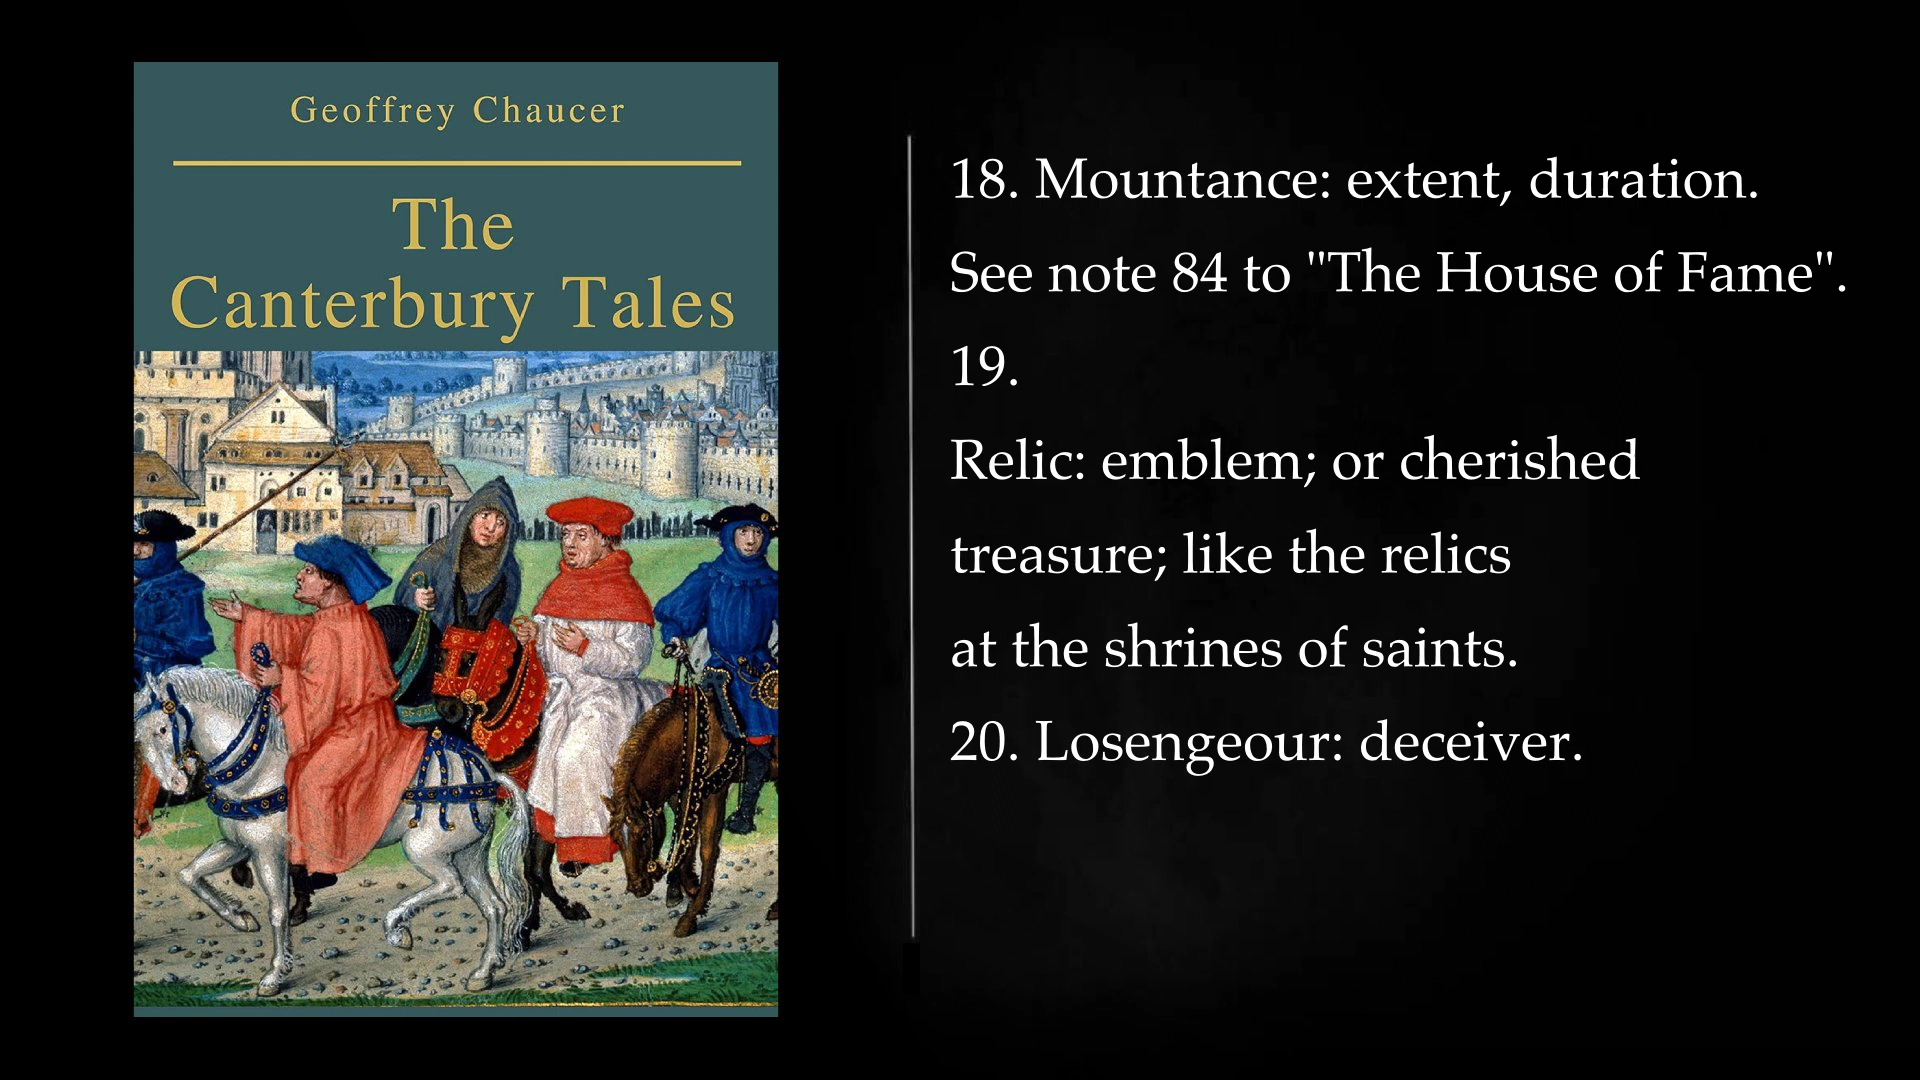 Geoffrey Chaucer
The
Canterbury Tales
18. Mountance: extent, duration.
See note 84 to "The House of Fame".
19.
Relic: emblem; or cherished
treasure; like the relics
at the shrines of saints.
20. Losengeour: deceiver.